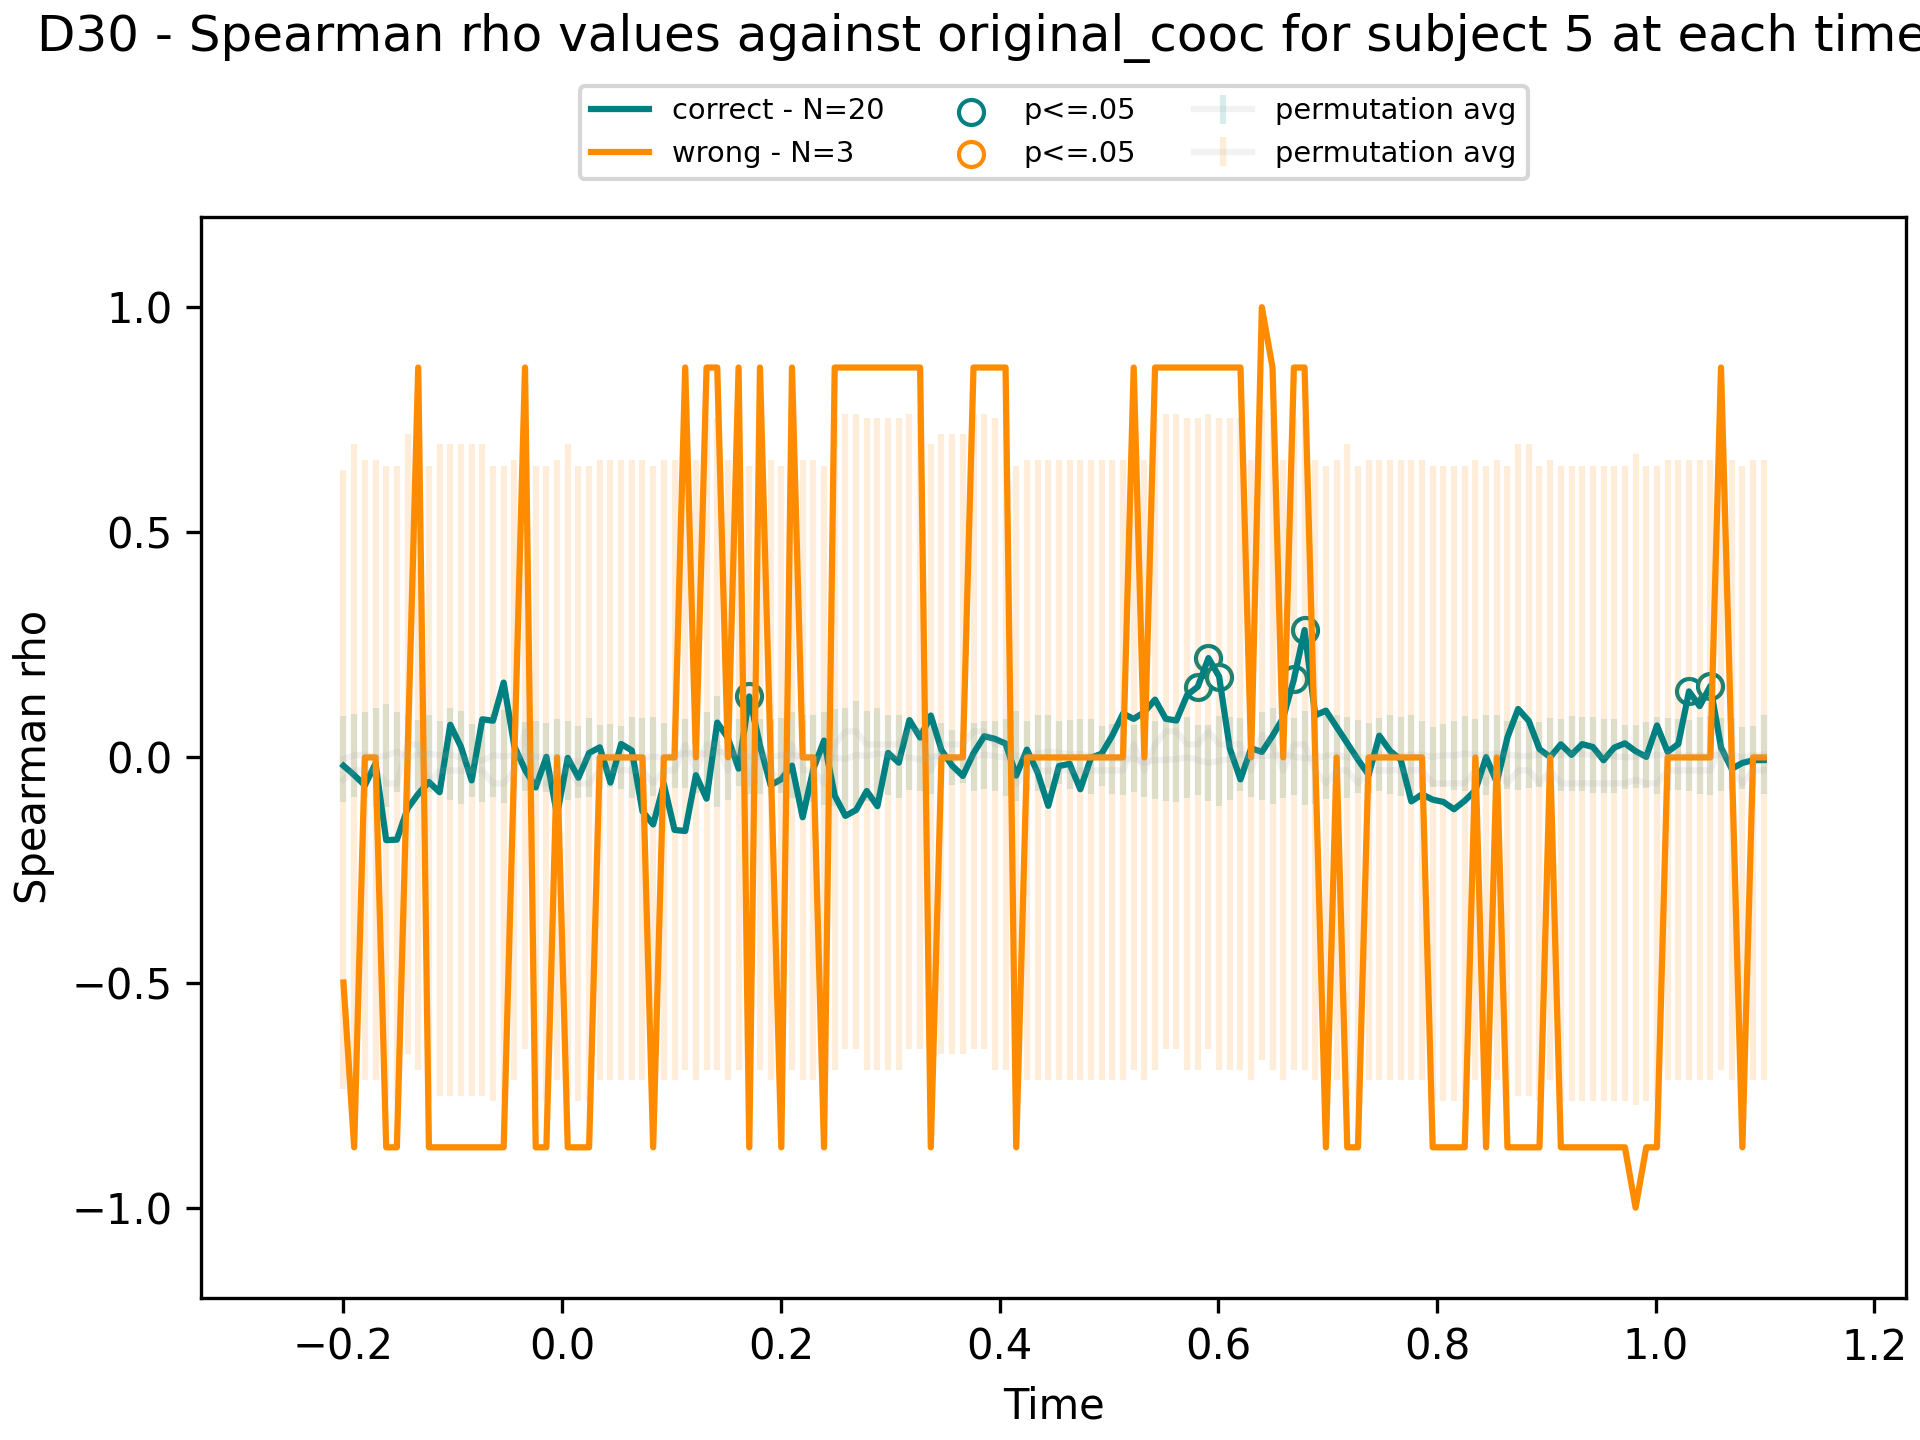 D30 - Spearman rho values against original_cooc for subject 5 at each time
correct - N=20
wrong - N=3
p<=.05
p<=.05
permutation avg
permutation avg
Spearman rho
1.0
0.5
0.0
−0.5
−1.0
−0.2 0.0 0.2 0.4 0.6 0.8 1.0 1.2
Time